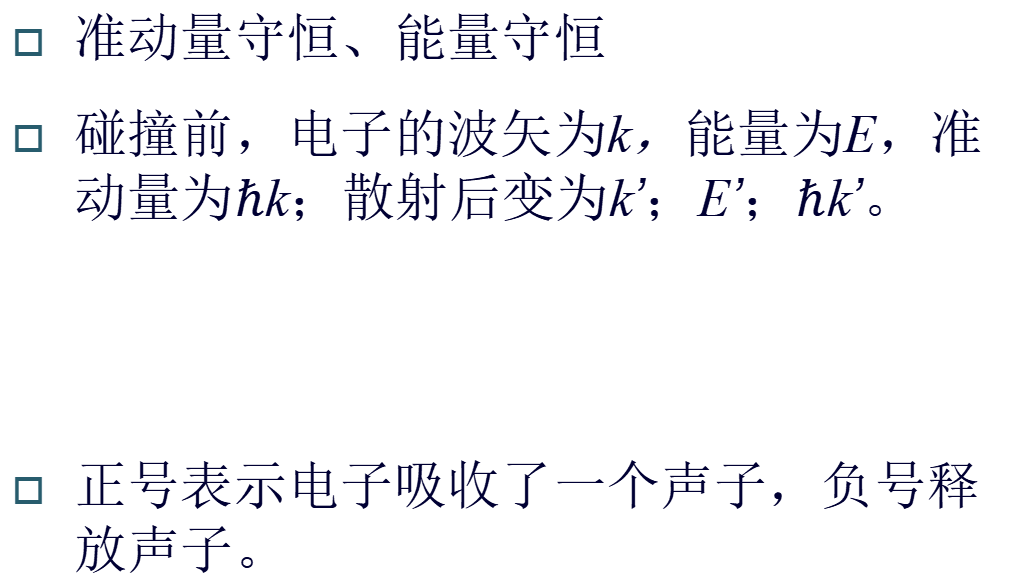 准动量守恒、能量守恒
碰撞前，电子的波矢为k，能量为E，准
动量为ħk；散射后变为k’；E’；ħk’。
正号表示电子吸收了一个声子，负号释
放声子。